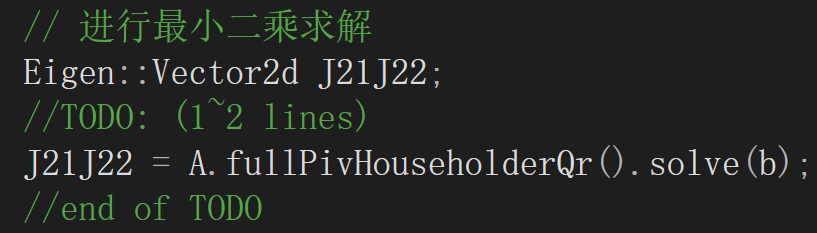 // 进行最小二乘求解
Eigen::Vector2d J21J22;
//TODO: (1~2 lines)
J21J22 = A.fullPivHouseholderQr().solve(b);
//end of TODO